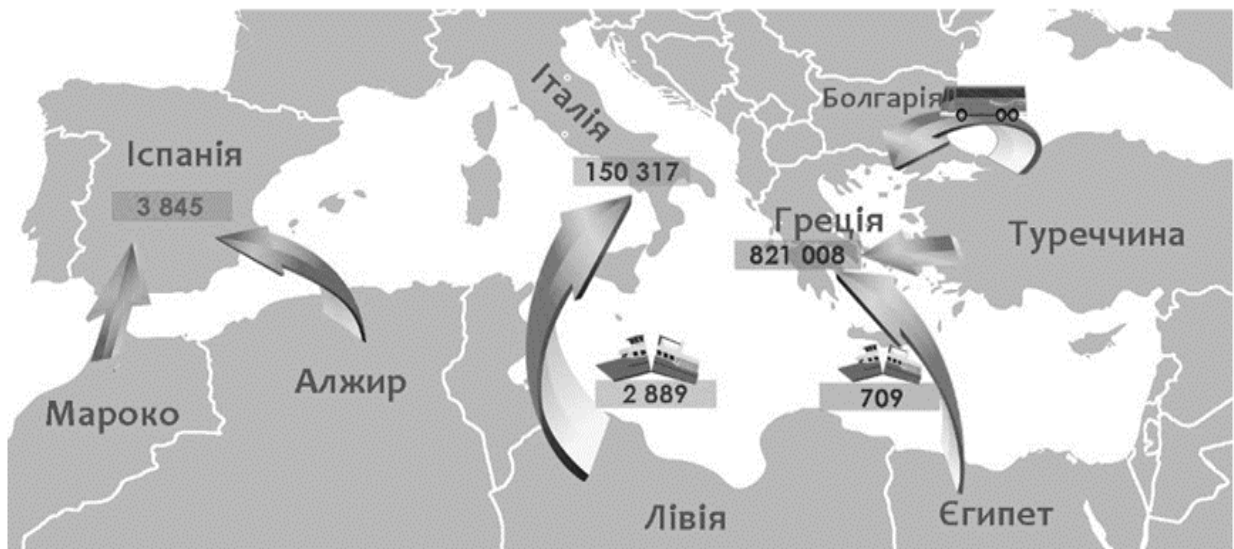 Болгарія
Італія
Іспанія
150 317
3 845
Греція
Туреччина
821 008
Алжир
2 889
709
Мароко
Лівія
Єгипет